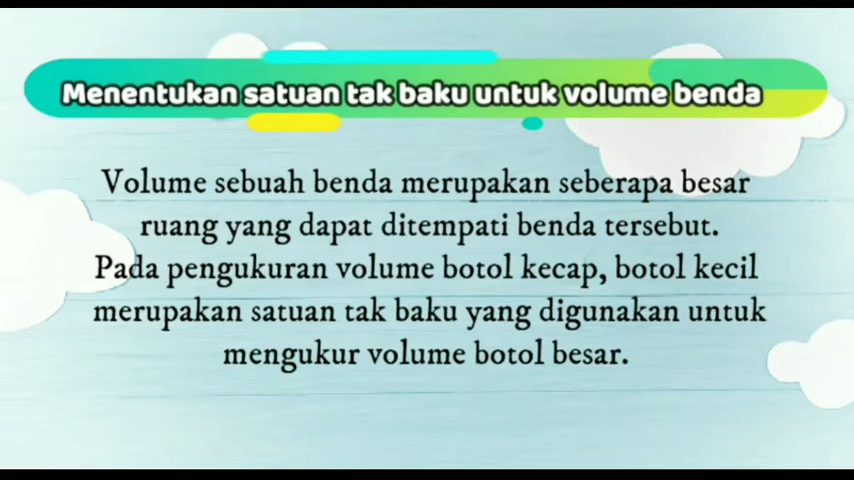 Menentukan satuan tak baku untuk volume benda
Volume sebuah benda merupakan seberapa besar
ruang yang dapat ditempati benda tersebut.
Pada pengukuran volume botol kecap, botol kecil
merupakan satuan tak baku yang digunakan untuk
mengukur volume botol besar.